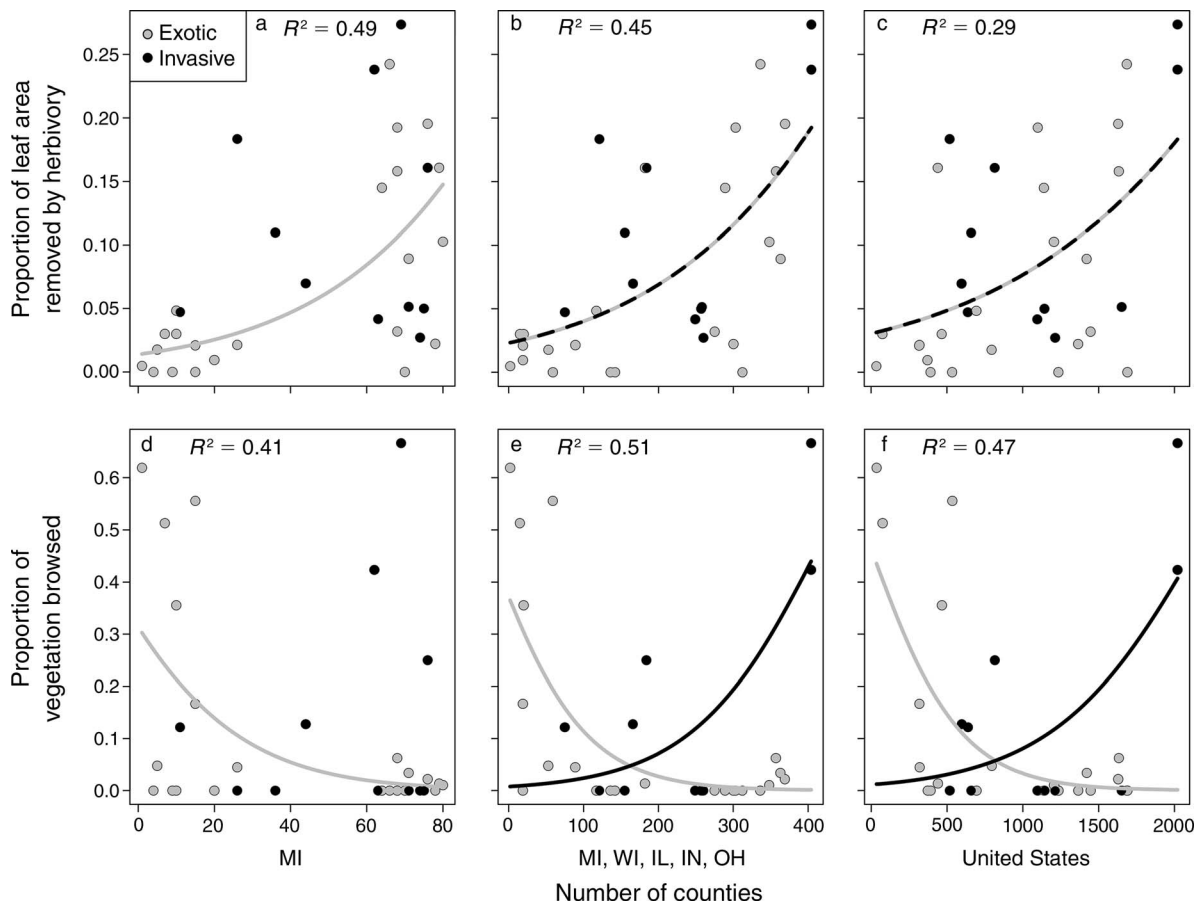 Exotic
Invasive
a R² = 0.49
b R² = 0.45
c R² = 0.29
Proportion of leaf area
removed by herbivory
0.25
0.20
0.15
0.10
0.05
0.00
d R² = 0.41
e R² = 0.51
f R² = 0.47
Proportion of
vegetation browsed
0.6
0.5
0.4
0.3
0.2
0.1
0.0
0 20 40 60 80
0 100 200 300 400
0 500 1000 1500 2000
MI
MI, WI, IL, IN, OH
United States
Number of counties